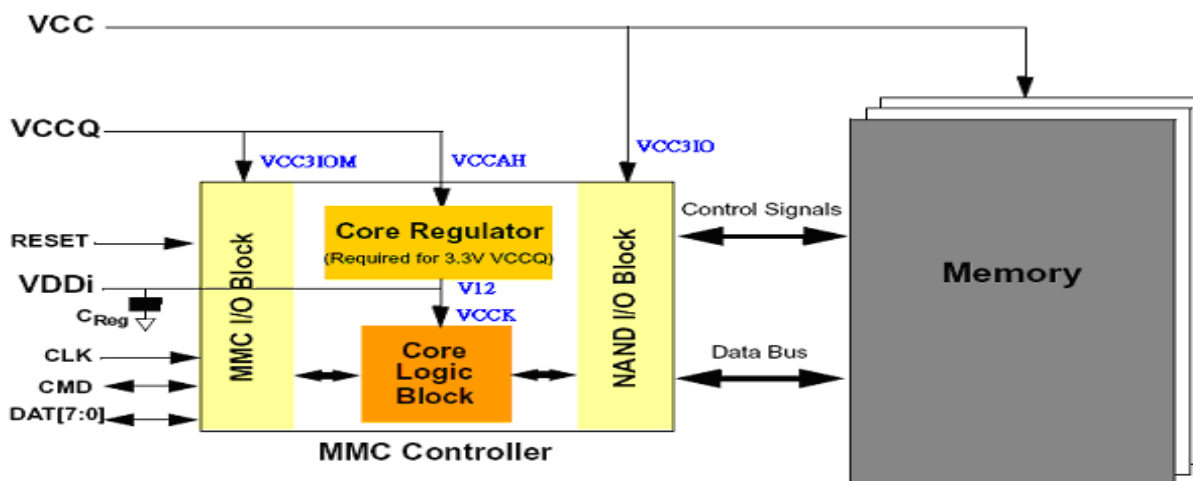 VCC
VCCQ
VCC3IOM
VCCAH
VCC3IO
RESET
VDDi
CReg
CLK
CMD
DAT[7:0]
MMC I/O Block
Core Regulator
(Required for 3.3V VCCQ)
V12
VCCK
Core
Logic
Block
NAND I/O Block
MMC Controller
Control Signals
Data Bus
Memory